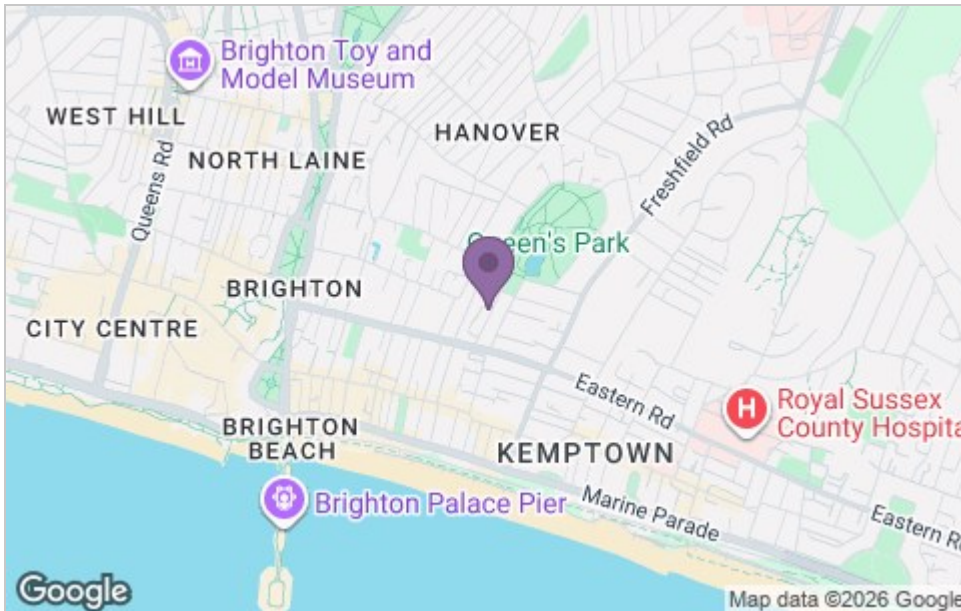 Brighton Toy and
Model Museum
WEST HILL
HANOVER
NORTH LAINE
Queens Rd
Freshfield Rd
Queen's Park
BRIGHTON
CITY CENTRE
Eastern Rd
Royal Sussex
County Hospita
BRIGHTON
BEACH
KEMPTOWN
H
Brighton Palace Pier
Marine Parade
Eastern Rd
Google
Map data ©2026 Google